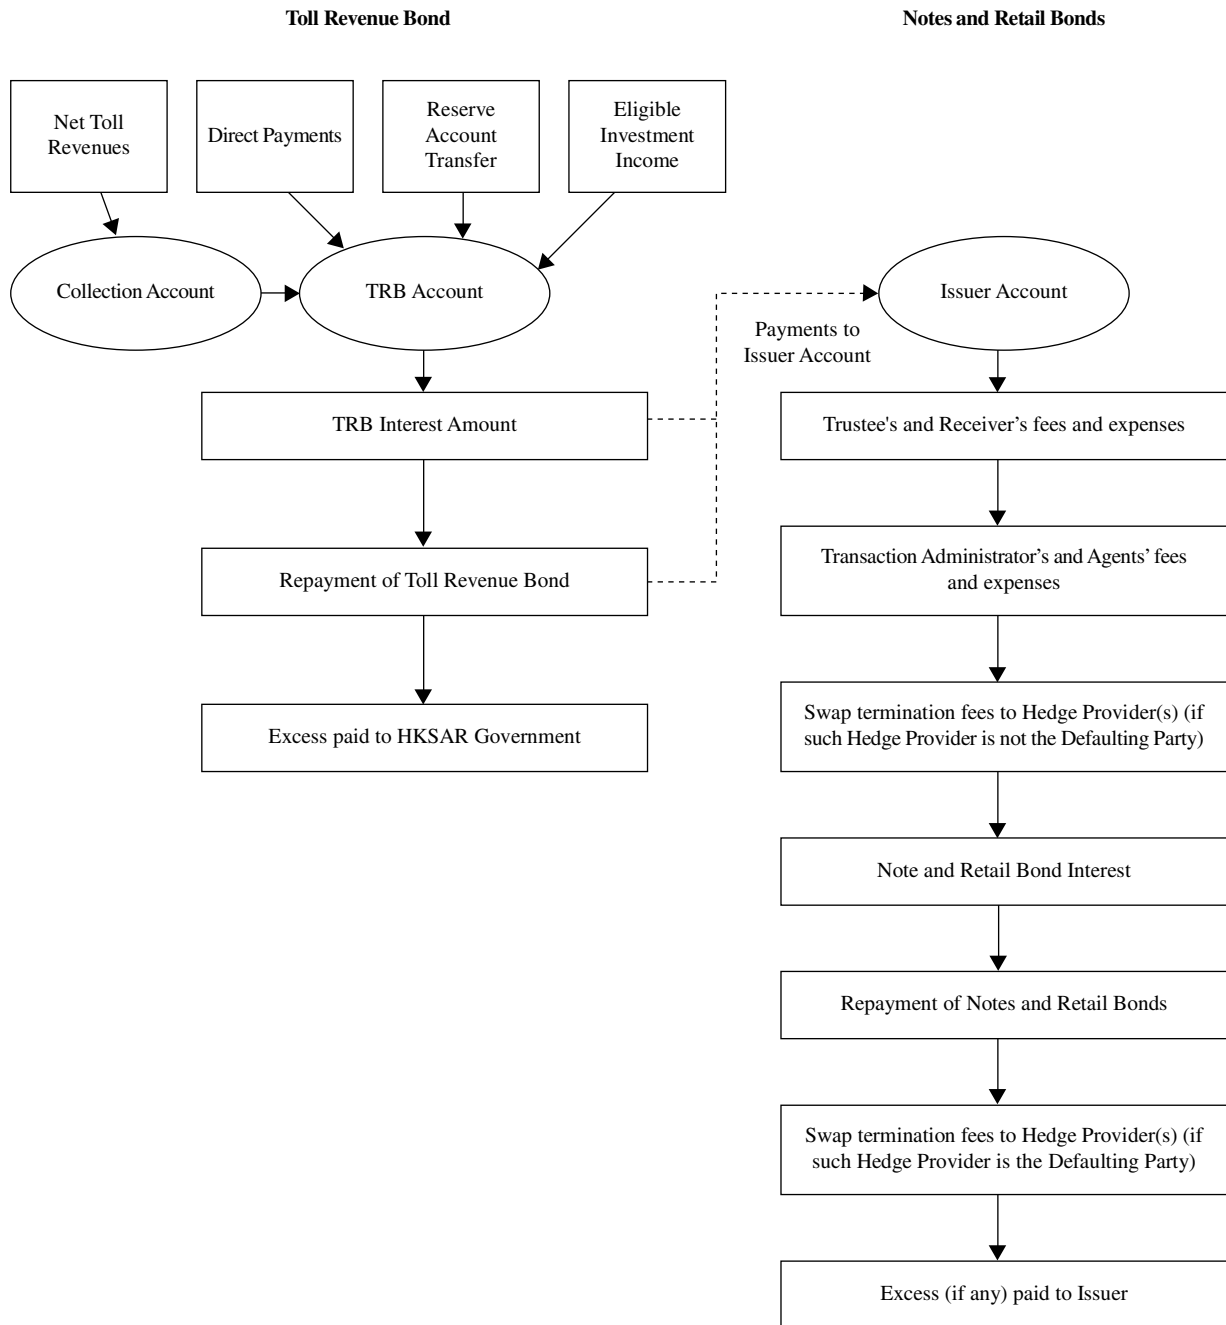 Toll Revenue Bond
Notes and Retail Bonds
Net Toll
Revenues
Direct Payments
Reserve
Account
Transfer
Eligible
Investment
Income
Collection Account
TRB Account
Issuer Account
Payments to
Issuer Account
TRB Interest Amount
Repayment of Toll Revenue Bond
Excess paid to HKSAR Government
Trustee's and Receiver’s fees and expenses
Transaction Administrator’s and Agents’ fees
and expenses
Swap termination fees to Hedge Provider(s) (if
such Hedge Provider is not the Defaulting Party)
Note and Retail Bond Interest
Repayment of Notes and Retail Bonds
Swap termination fees to Hedge Provider(s) (if
such Hedge Provider is the Defaulting Party)
Excess (if any) paid to Issuer